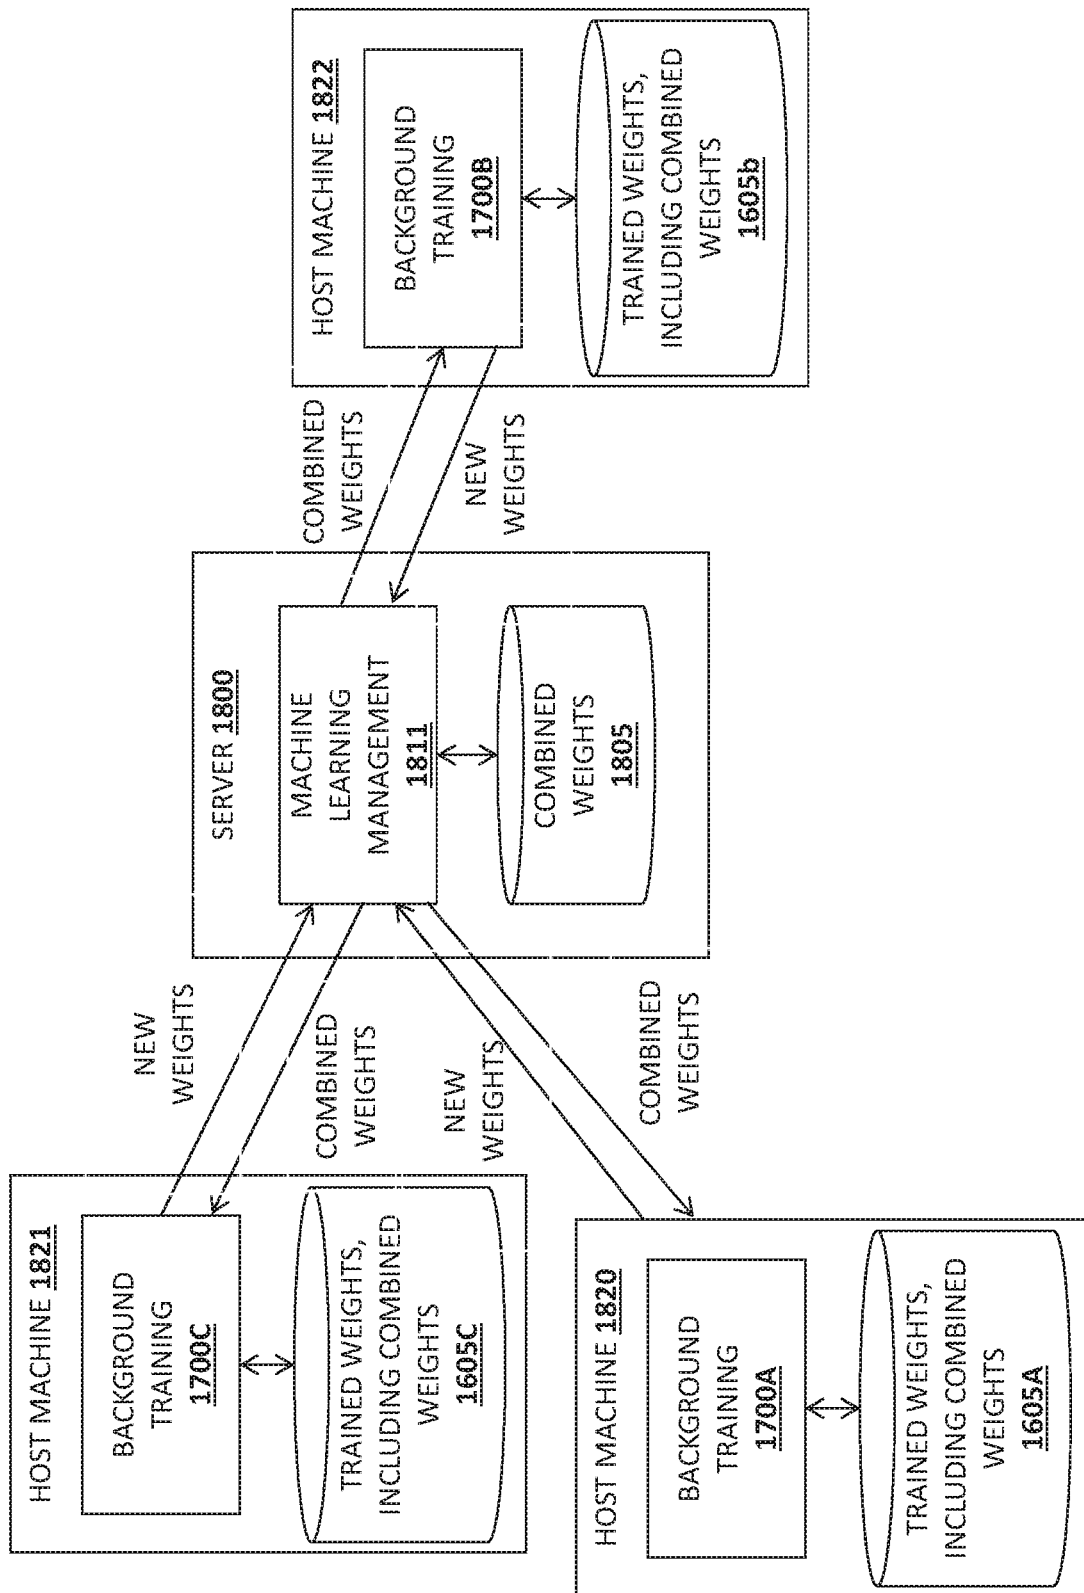 HOST MACHINE 1821
BACKGROUND
TRAINING
1700C
TRAINED WEIGHTS,
INCLUDING COMBINED
WEIGHTS
1605C
NEW
WEIGHTS
COMBINED
WEIGHTS
HOST MACHINE 1820
BACKGROUND
TRAINING
1700A
TRAINED WEIGHTS,
INCLUDING COMBINED
WEIGHTS
1605A
NEW
WEIGHTS
COMBINED
WEIGHTS
SERVER 1800
MACHINE
LEARNING
MANAGEMENT
1811
COMBINED
WEIGHTS
1805
COMBINED
WEIGHTS
NEW
WEIGHTS
HOST MACHINE 1822
BACKGROUND
TRAINING
1700B
TRAINED WEIGHTS,
INCLUDING COMBINED
WEIGHTS
1605b